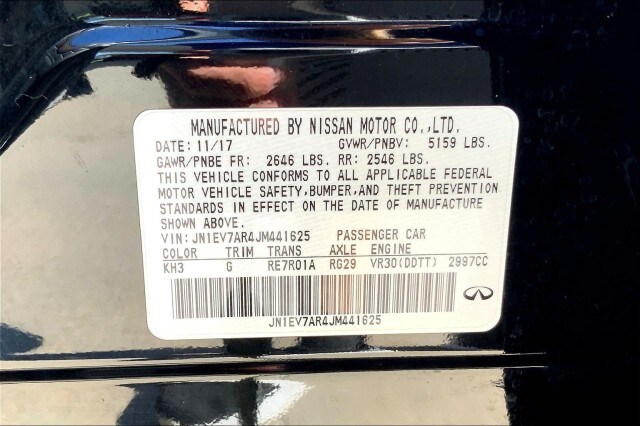 MANUFACTURED BY NISSAN MOTOR CO.,LTD.
DATE: 11/17 GVWR/PNBV: 5159 LBS.
GAWR/PNBE FR: 2646 LBS. RR: 2546 LBS.
THIS VEHICLE CONFORMS TO ALL APPLICABLE FEDERAL
MOTOR VEHICLE SAFETY,BUMPER,AND THEFT PREVENTION
STANDARDS IN EFFECT ON THE DATE OF MANUFACTURE
SHOWN ABOVE.
VIN: JN1EV7AR4JM441625 PASSENGER CAR
COLOR TRIM TRANS AXLE ENGINE
KH3 G RE7R01A RG29 VR30(DDTT) 2997CC
JN1EV7AR4JM441625